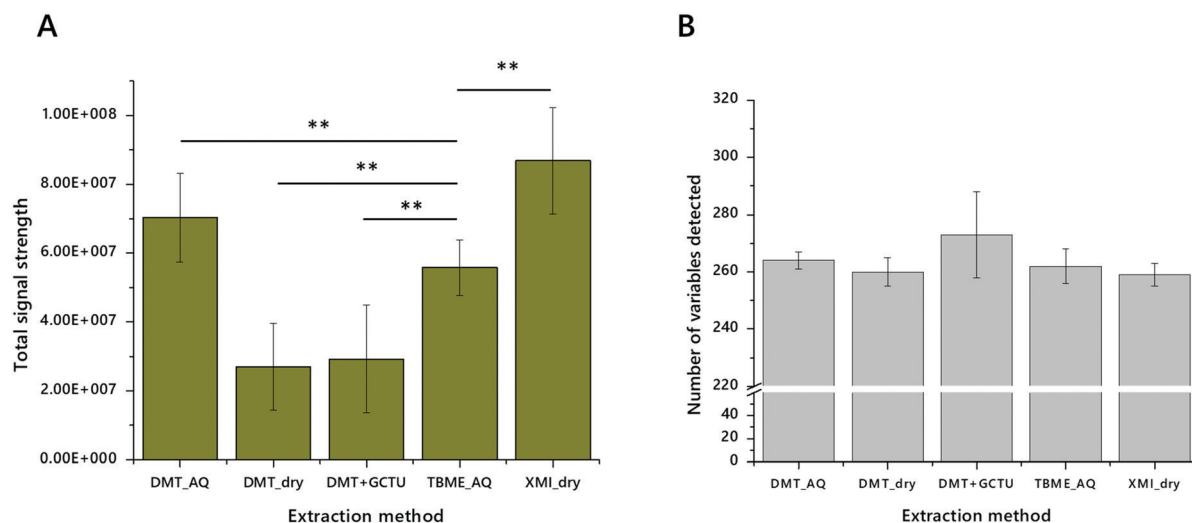 A
Total signal strength
1.00E+008
8.00E+007
6.00E+007
4.00E+007
2.00E+007
0.00E+000
**
**
**
**
DMT_AQ DMT_dry DMT+GCTU TBME_AQ XMI_dry
Extraction method
B
Number of variables detected
320
300
280
260
240
220
40
20
0
DMT_AQ DMT_dry DMT+GCTU TBME_AQ XMI_dry
Extraction method